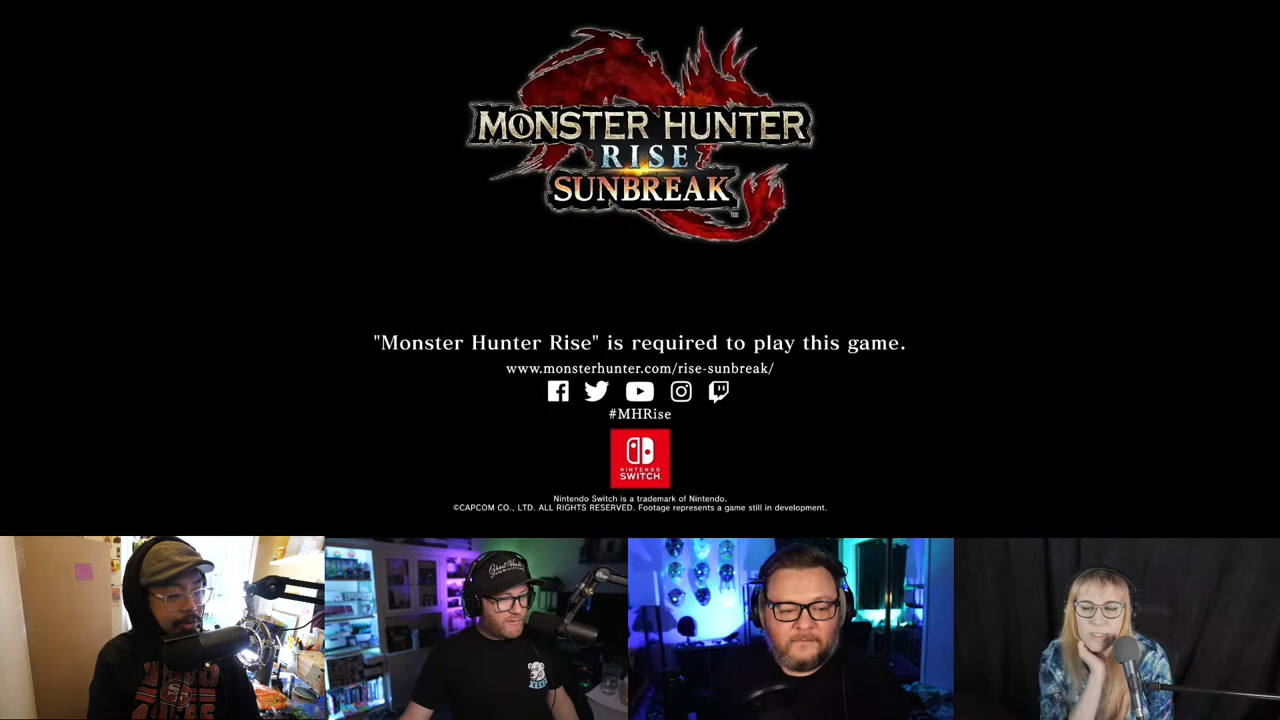 MONSTER HUNTER
RISE
SUNBREAK
TM
"Monster Hunter Rise" is required to play this game.
www.monsterhunter.com/rise-sunbreak/
#MHRise
NINTENDO
SWITCH
Nintendo Switch is a trademark of Nintendo.
©CAPCOM CO., LTD. ALL RIGHTS RESERVED. Footage represents a game still in development.